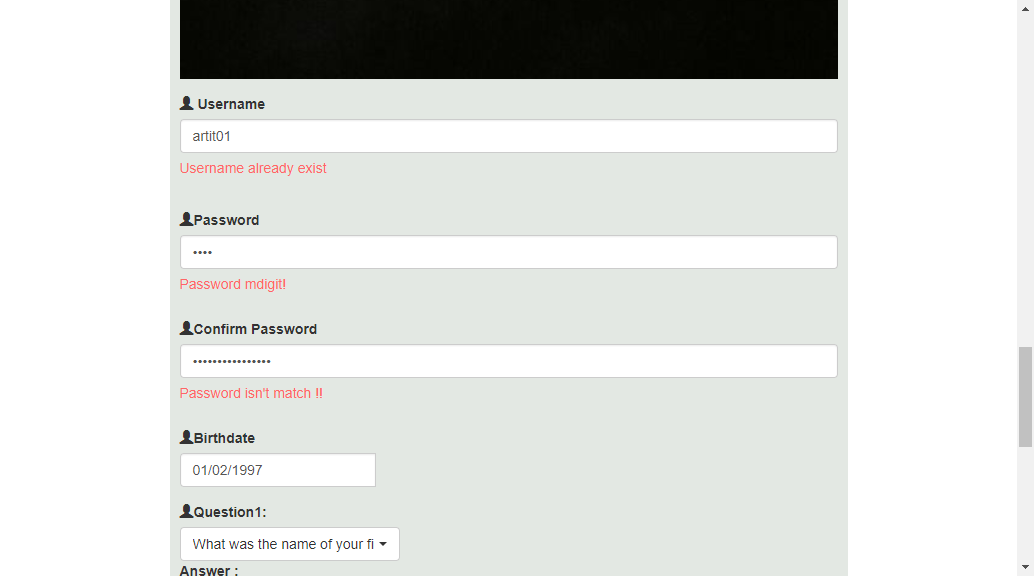 Username
artit01
Username already exist
Password
••••
Password mdigit!
Confirm Password
••••••••••••••••
Password isn't match !!
Birthdate
01/02/1997
Question1:
What was the name of your fi
Answer :